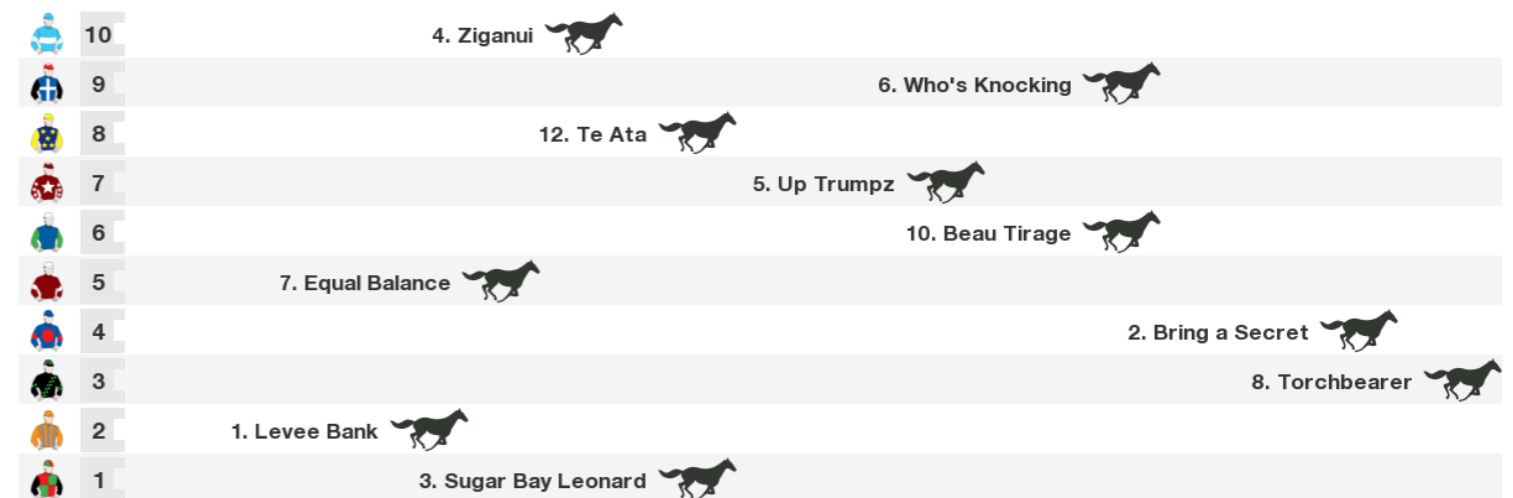 10 4. Ziganui
9 6. Who's Knocking
8 12. Te Ata
7 5. Up Trumpz
6 10. Beau Tirage
5 7. Equal Balance
4 2. Bring a Secret
3 8. Torchbearer
2 1. Levee Bank
1 3. Sugar Bay Leonard